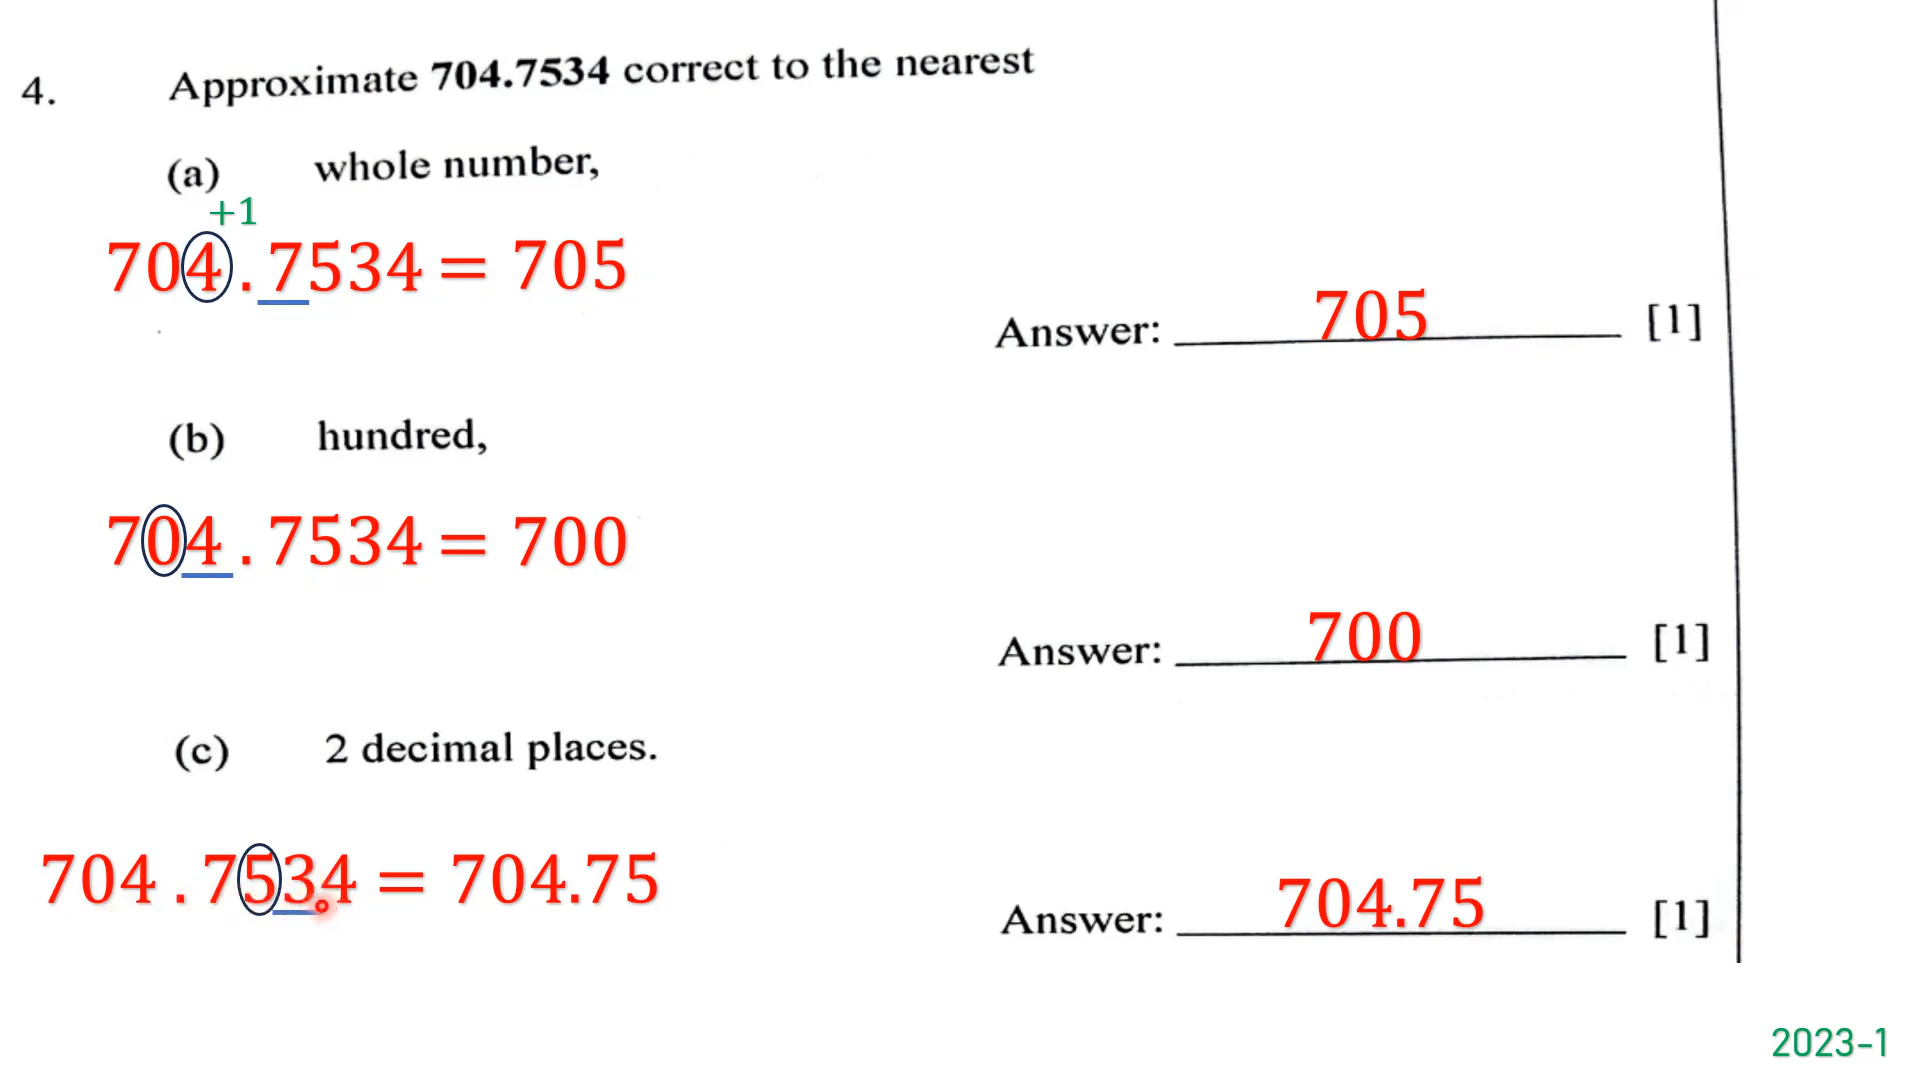 4. Approximate 704.7534 correct to the nearest
(a) whole number,
+1
704.7534 = 705
Answer: 705 [1]
(b) hundred,
704.7534 = 700
Answer: 700 [1]
(c) 2 decimal places.
704.7534 = 704.75
Answer: 704.75 [1]
2023-1